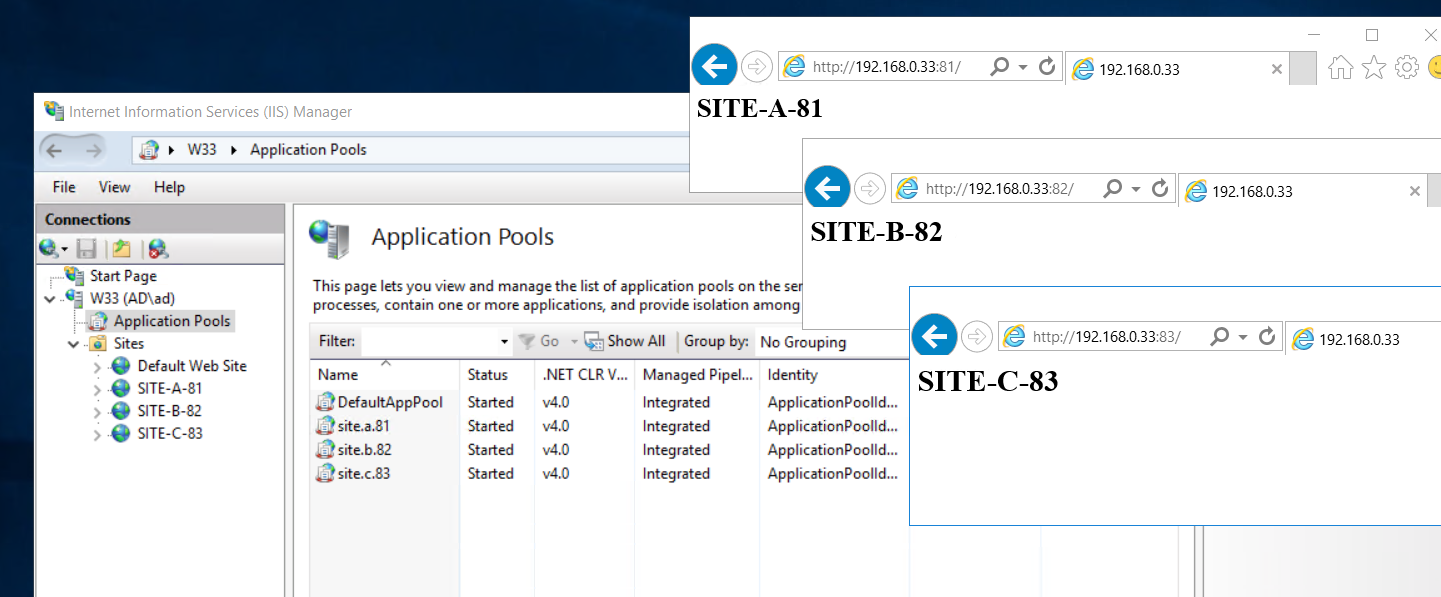 http://192.168.0.33:81/
192.168.0.33
SITE-A-81
http://192.168.0.33:82/
192.168.0.33
SITE-B-82
http://192.168.0.33:83/
192.168.0.33
SITE-C-83
Internet Information Services (IIS) Manager
W33 Application Pools
File View Help
Connections
Start Page
W33 (AD\ad)
Application Pools
Sites
Default Web Site
SITE-A-81
SITE-B-82
SITE-C-83
Application Pools
This page lets you view and manage the list of application pools on the ser
processes, contain one or more applications, and provide isolation among
Filter: Go Show All Group by: No Grouping
Name Status .NET CLR V... Managed Pipel... Identity
DefaultAppPool Started v4.0 Integrated ApplicationPoolId...
site.a.81 Started v4.0 Integrated ApplicationPoolId...
site.b.82 Started v4.0 Integrated ApplicationPoolId...
site.c.83 Started v4.0 Integrated ApplicationPoolId...